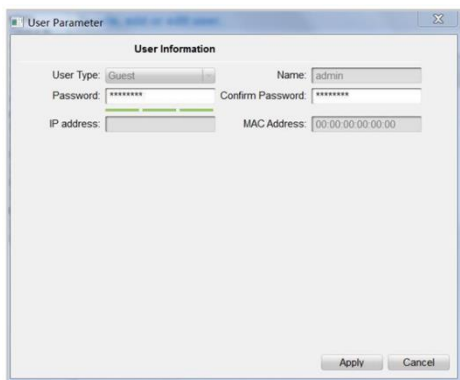 User Parameter
User Information
User Type: Guest Name: admin
Password: ******** Confirm Password: ********
IP address: MAC Address: 00:00:00:00:00:00
Apply Cancel